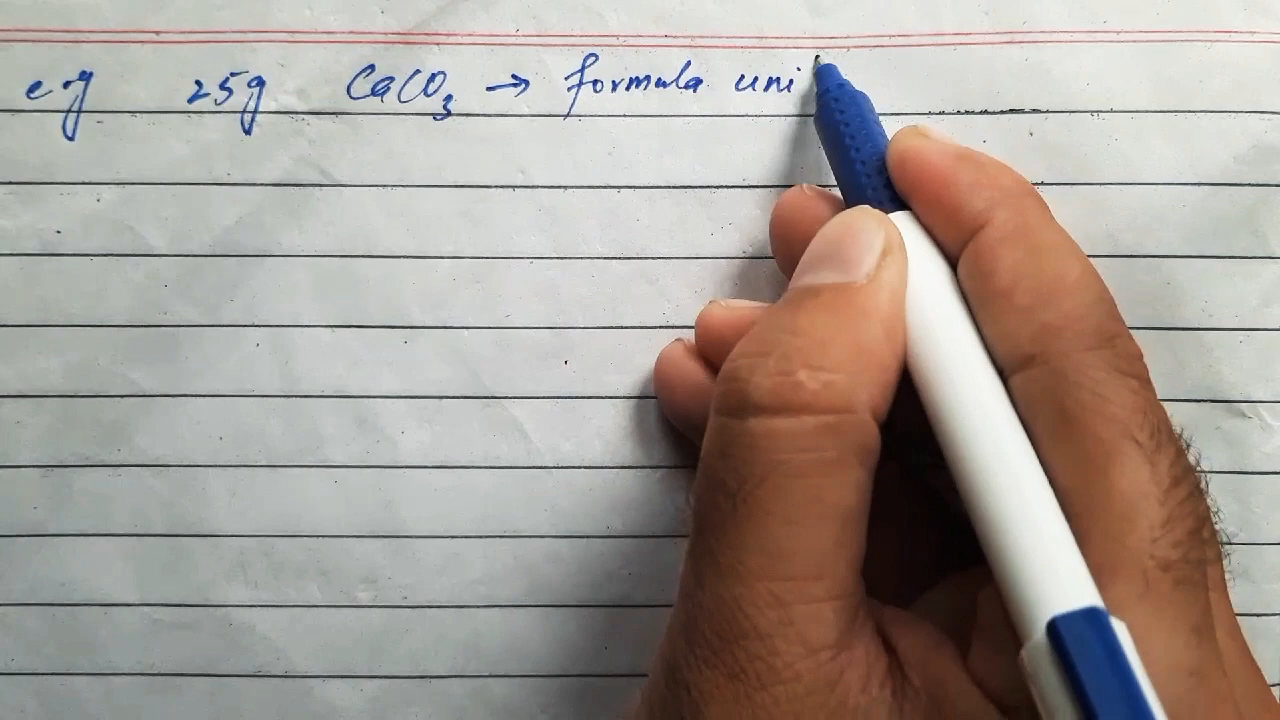 eg 25g CaCO₃ → formula uni